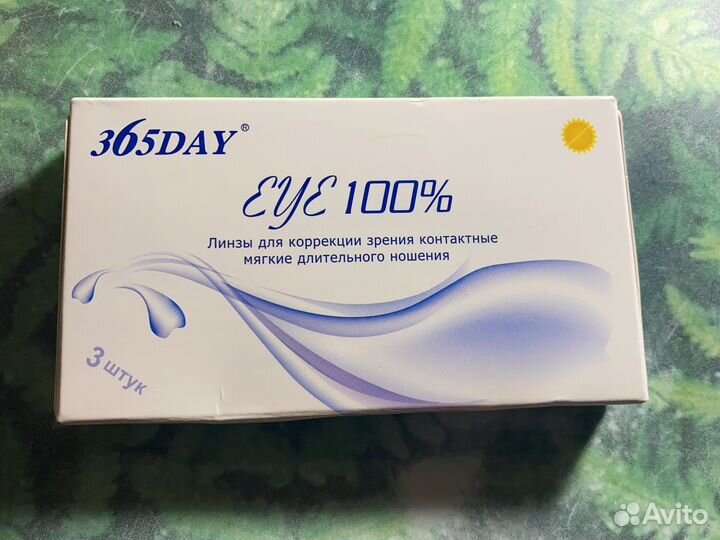 365DAY®
EYE 100%
Линзы для коррекции зрения контактные
мягкие длительного ношения
3 штук
Avito